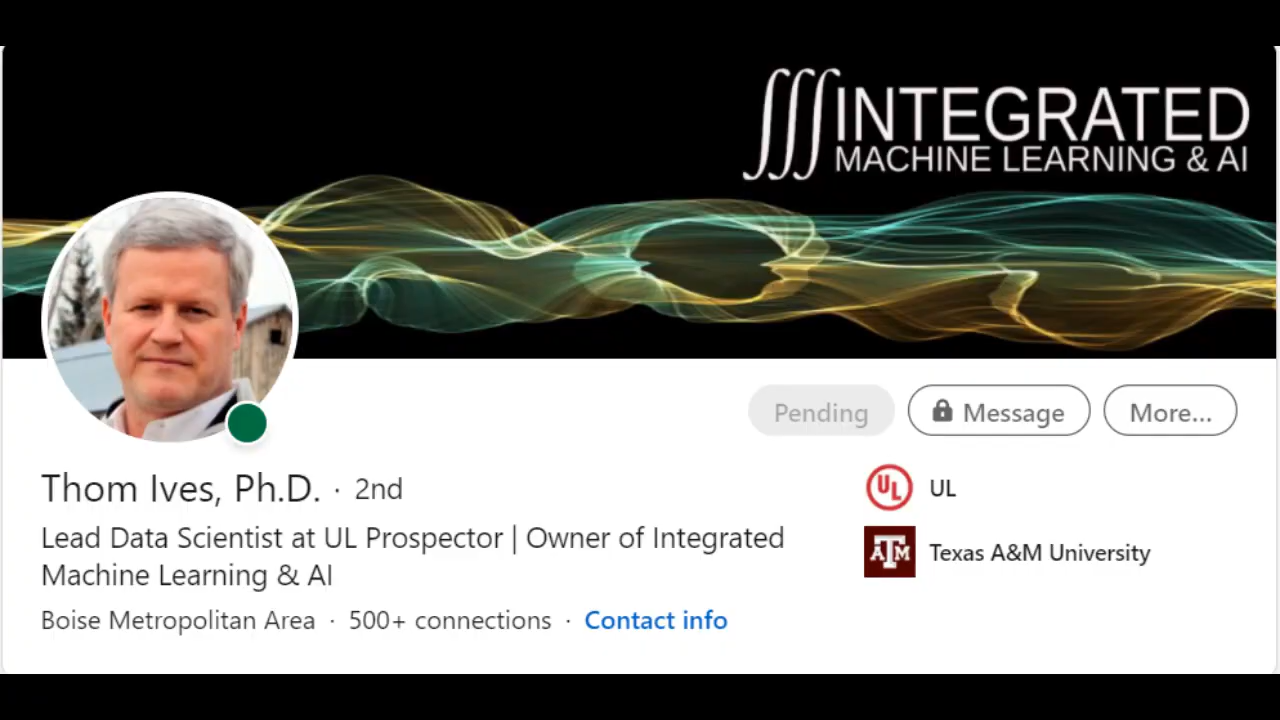 ∫∫∫ INTEGRATED
MACHINE LEARNING & AI
Pending
Message
More...
Thom Ives, Ph.D. · 2nd
Lead Data Scientist at UL Prospector | Owner of Integrated
Machine Learning & AI
Boise Metropolitan Area · 500+ connections · Contact info
UL UL
ATM Texas A&M University